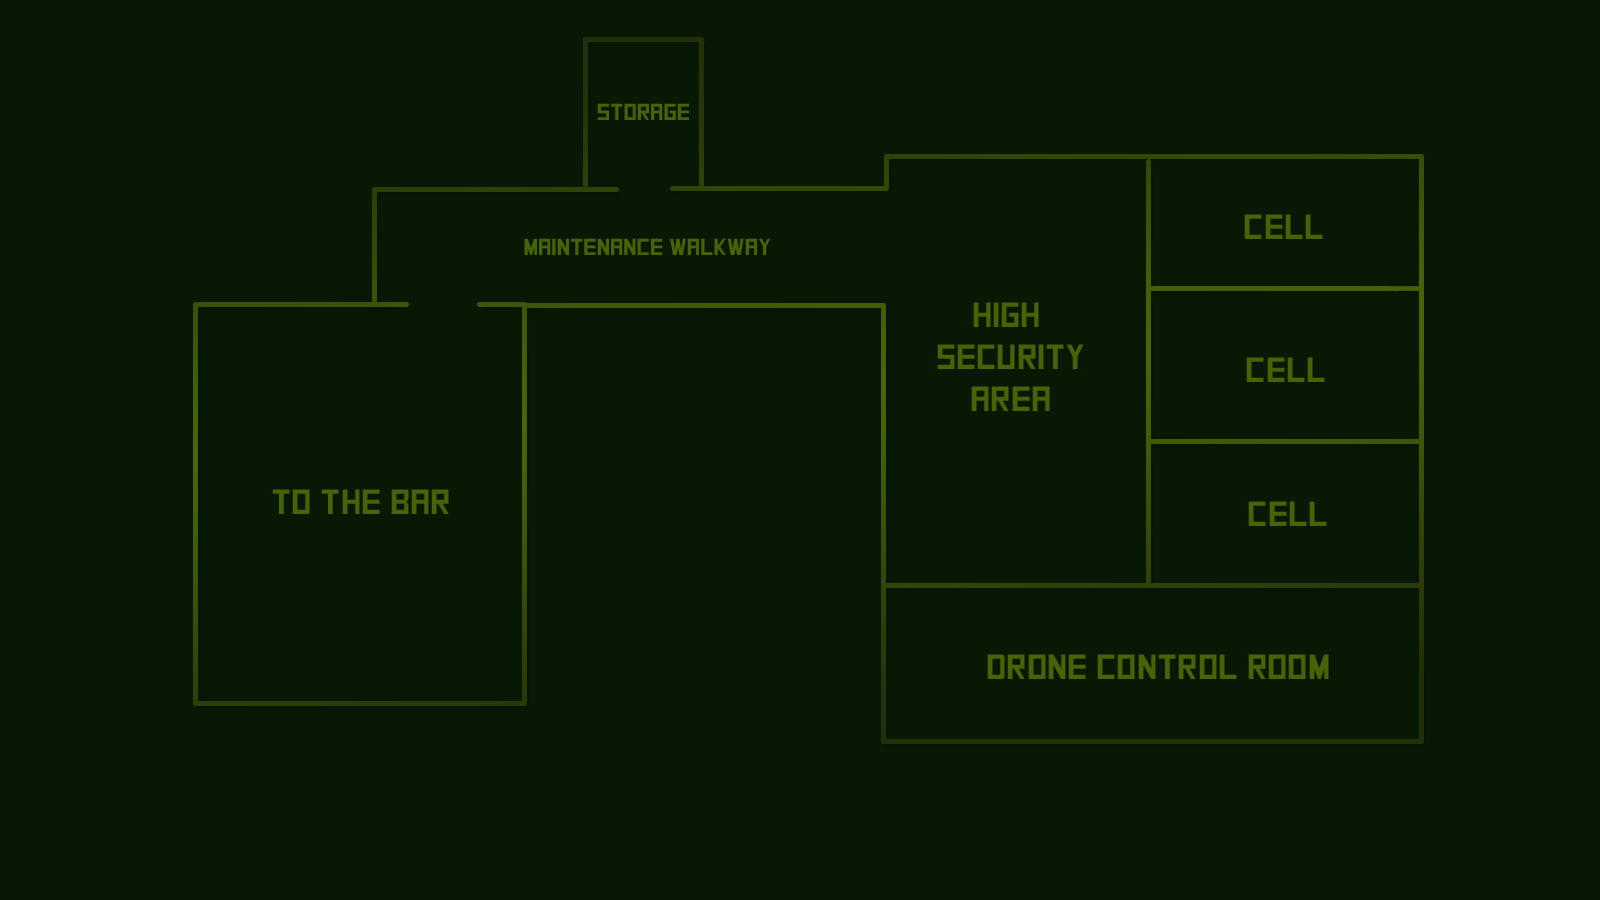 STORAGE
MAINTENANCE WALKWAY
CELL
HIGH
SECURITY
AREA
CELL
TO THE BAR
CELL
DRONE CONTROL ROOM